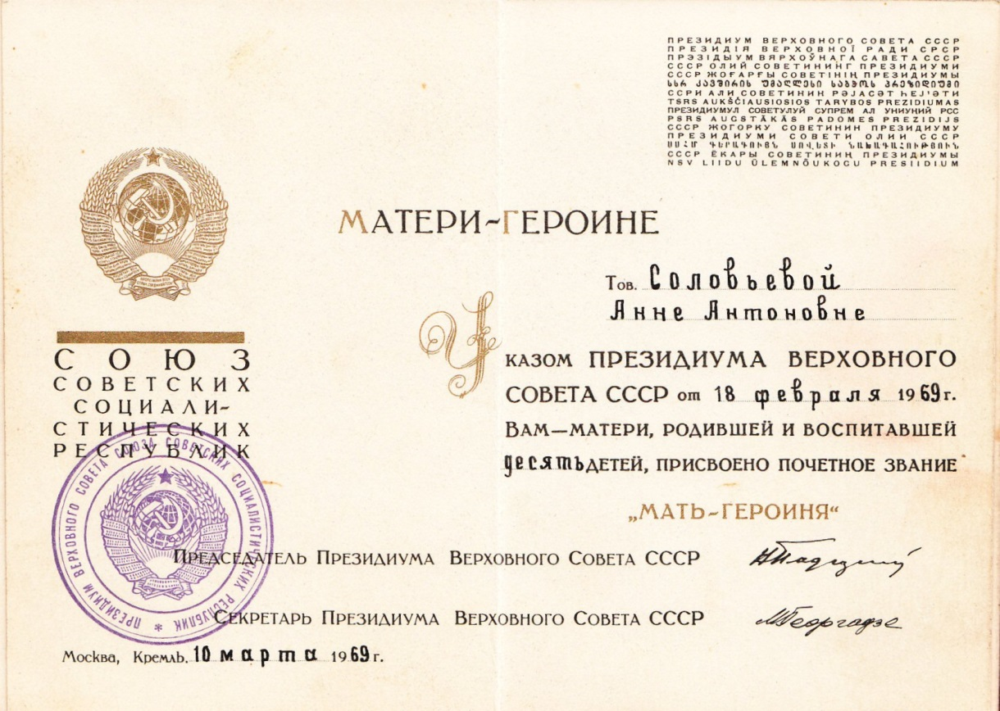 ПРЕЗИДИУМ ВЕРХОВНОГО СОВЕТА СССР
ПРЕЗИДІЯ ВЕРХОВНОЇ РАДИ СРСР
ПРЭЗІДЫУМ ВЯРХОЎНАГА САВЕТА СССР
СССР ОЛИЙ СОВЕТИНИНГ ПРЕЗИДИУМИ
СССР ЖОҒАРҒЫ СОВЕТІНІҢ ПРЕЗИДИУМЫ
სსრ კავშირის უმაღლესი საბჭოს პრეზიდიუმი
ССРИ АЛИ СОВЕТИНИН РӘЈАСӘТ ҺЕЈ'ӘТИ
TSRS AUKŠČIAUSIOSIOS TARYBOS PREZIDIUMAS
ПРЕЗИДИУМУЛ СОВЕТУЛУЙ СУПРЕМ АЛ УНИУНИЙ РСС
PSRS AUGSTĀKĀS PADOMES PREZIDIJS
СССР ЖОГОРКУ СОВЕТИНИН ПРЕЗИДИУМУ
ПРЕЗИДИУМИ СОВЕТИ ОЛИИ СССР
ՍՍՀՄ ԳԵՐԱԳՈՒՅՆ ՍՈՎԵՏԻ ՆԱԽԱԳԱՀՈՒԹՅՈՒՆ
СССР ЁКАРЫ СОВЕТИНИҢ ПРЕЗИДИУМЫ
NSV LIIDU ÜLEMNÕUKOGU PRESIIDIUM
МАТЕРИ-ГЕРОИНЕ
Тов. Соловьевой
Анне Антоновне
УКАЗОМ ПРЕЗИДИУМА ВЕРХОВНОГО
СОВЕТА СССР от 18 февраля 1969 г.
ВАМ—МАТЕРИ, РОДИВШЕЙ И ВОСПИТАВШЕЙ
десять ДЕТЕЙ, ПРИСВОЕНО ПОЧЕТНОЕ ЗВАНИЕ
„МАТЬ-ГЕРОИНЯ“
СОЮЗ
СОВЕТСКИХ
СОЦИАЛИ-
СТИЧЕСКИХ
РЕСПУБЛИК
ПРЕЗИДИУМ ВЕРХОВНОГО СОВЕТА СОЮЗА СОВЕТСКИХ СОЦИАЛИСТИЧЕСКИХ РЕСПУБЛИК *
ПРЕДСЕДАТЕЛЬ ПРЕЗИДИУМА ВЕРХОВНОГО СОВЕТА СССР
СЕКРЕТАРЬ ПРЕЗИДИУМА ВЕРХОВНОГО СОВЕТА СССР
МГеоргадзе
Москва, Кремль. 10 марта 1969 г.